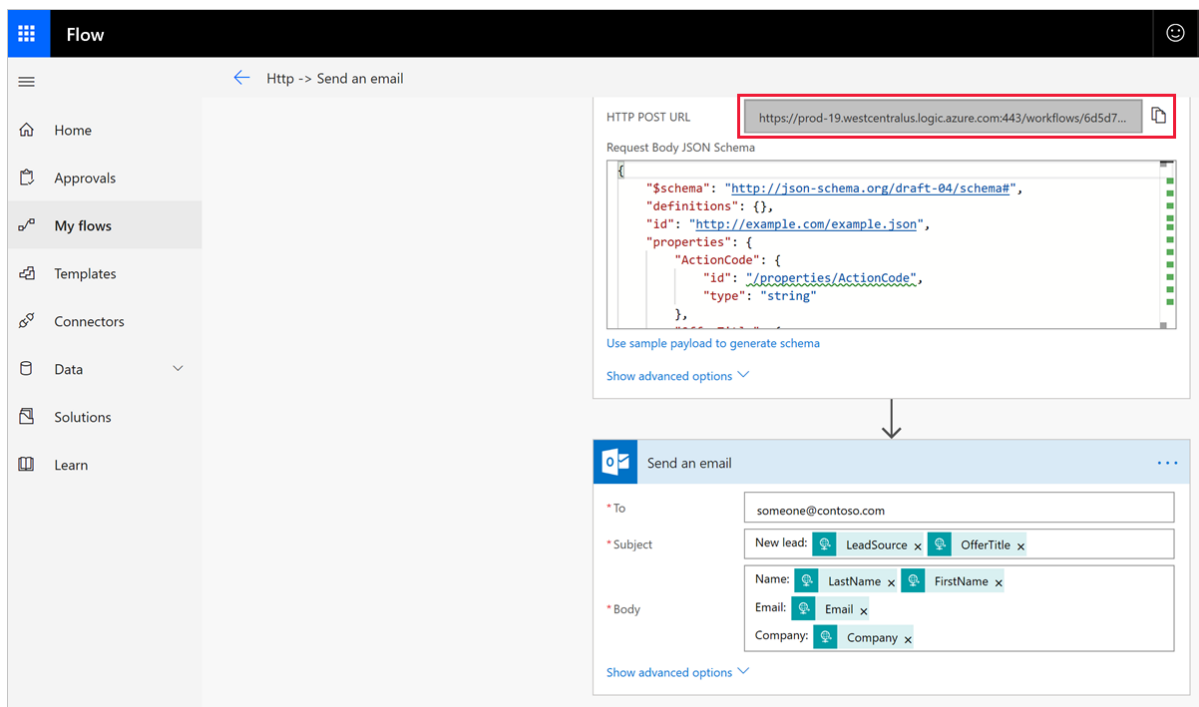 Flow
Http -> Send an email
Home
Approvals
My flows
Templates
Connectors
Data
Solutions
Learn
HTTP POST URL
https://prod-19.westcentralus.logic.azure.com:443/workflows/6d5d7...
Request Body JSON Schema
{
"$schema": "http://json-schema.org/draft-04/schema#",
"definitions": {},
"id": "http://example.com/example.json",
"properties": {
"ActionCode": {
"id": "/properties/ActionCode",
"type": "string"
},
Use sample payload to generate schema
Show advanced options
Send an email
...
*To
someone@contoso.com
*Subject
New lead: LeadSource x OfferTitle x
*Body
Name: LastName x FirstName x
Email: Email x
Company: Company x
Show advanced options